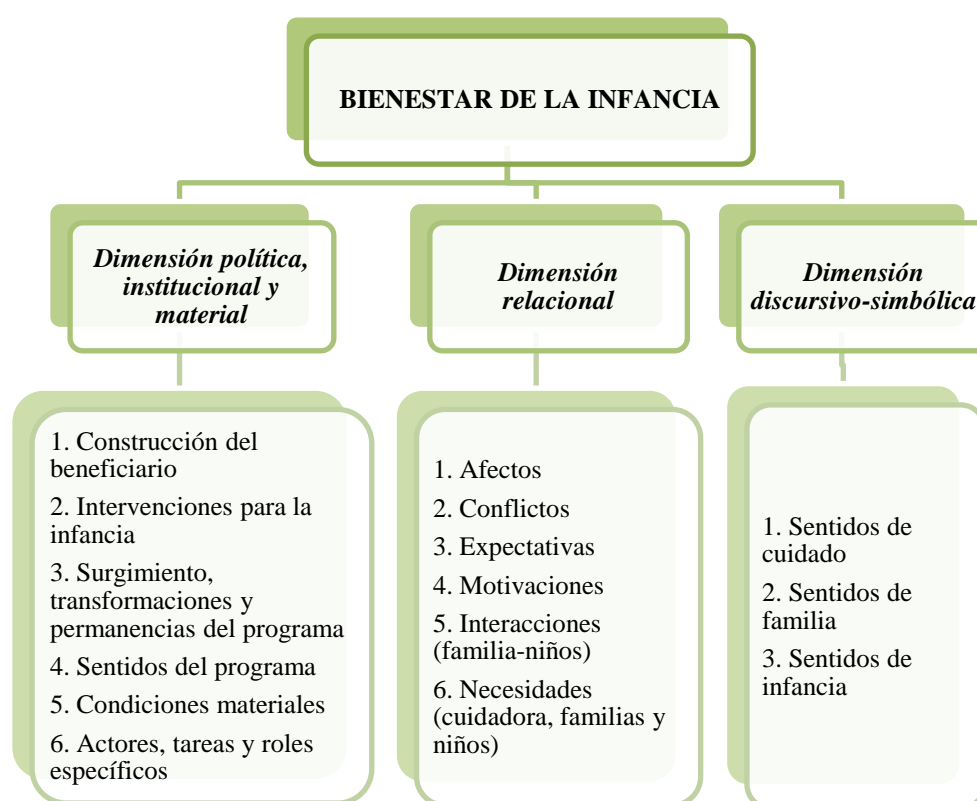 BIENESTAR DE LA INFANCIA
Dimensión política,
institucional y
material
Dimensión
relacional
Dimensión
discursivo-simbólica
1. Construcción del
beneficiario
2. Intervenciones para la
infancia
3. Surgimiento,
transformaciones y
permanencias del programa
4. Sentidos del programa
5. Condiciones materiales
6. Actores, tareas y roles
específicos
1. Afectos
2. Conflictos
3. Expectativas
4. Motivaciones
5. Interacciones
(familia-niños)
6. Necesidades
(cuidadora, familias y
niños)
1. Sentidos de
cuidado
2. Sentidos de
familia
3. Sentidos de
infancia